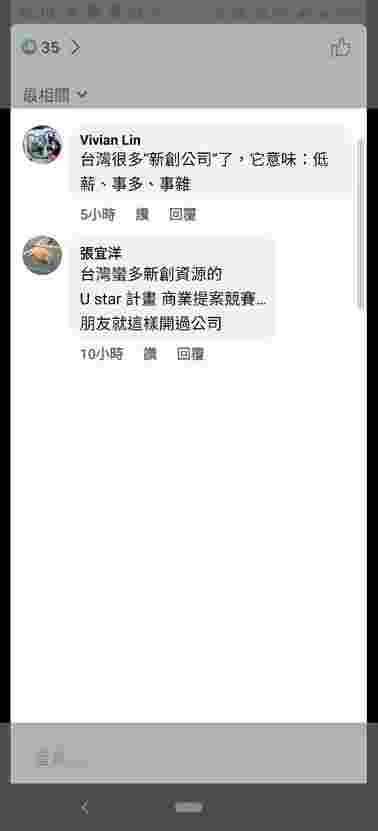 35
最相關
Vivian Lin
台灣很多"新創公司"了，它意味：低
薪、事多、事雜
5小時 讚 回覆
張宜洋
台灣蠻多新創資源的
U star 計畫 商業提案競賽...
朋友就這樣開過公司
10小時 讚 回覆